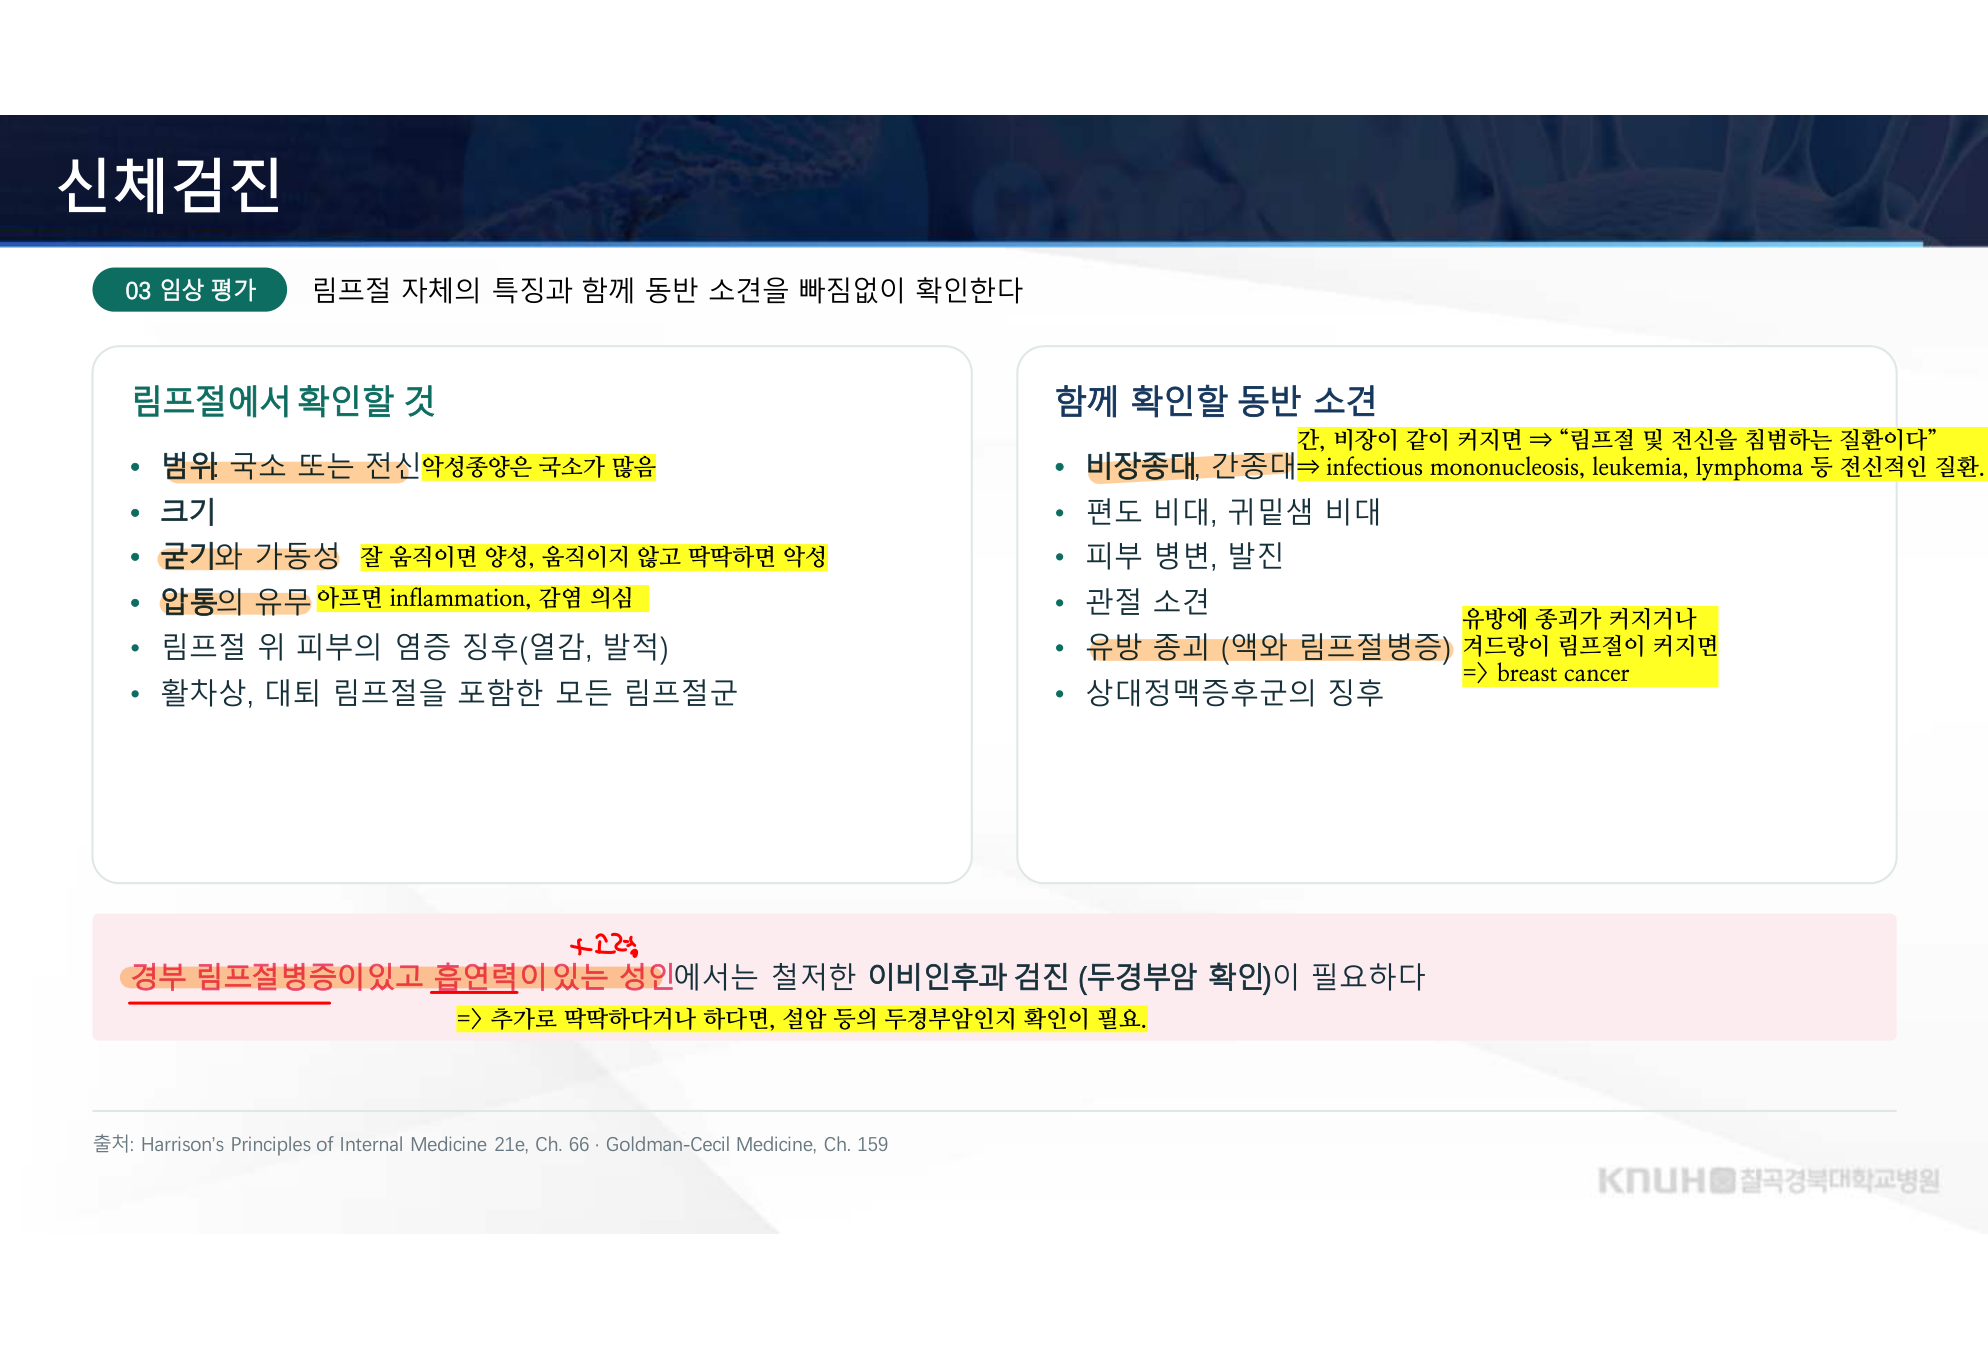 신체검진
03 임상 평가
림프절 자체의 특징과 함께 동반 소견을 빠짐없이 확인한다
림프절에서 확인할 것
• 범위: 국소 또는 전신 악성종양은 국소가 많음
• 크기
• 굳기와 가동성 잘 움직이면 양성, 움직이지 않고 딱딱하면 악성
• 압통의 유무 아프면 inflammation, 감염 의심
• 림프절 위 피부의 염증 징후(열감, 발적)
• 활차상, 대퇴 림프절을 포함한 모든 림프절군
함께 확인할 동반 소견
간, 비장이 같이 커지면 ⇒ “림프절 및 전신을 침범하는 질환이다”
• 비장종대, 간종대 ⇒ infectious mononucleosis, leukemia, lymphoma 등 전신적인 질환.
• 편도 비대, 귀밑샘 비대
• 피부 병변, 발진
• 관절 소견
• 유방 종괴 (액와 림프절병증)
유방에 종괴가 커지거나
겨드랑이 림프절이 커지면
=> breast cancer
• 상대정맥증후군의 징후
+고령
경부 림프절병증이 있고 흡연력이 있는 성인에서는 철저한 이비인후과 검진 (두경부암 확인)이 필요하다
=> 추가로 딱딱하다거나 하다면, 설암 등의 두경부암인지 확인이 필요.
출처: Harrison’s Principles of Internal Medicine 21e, Ch. 66 · Goldman-Cecil Medicine, Ch. 159
KNUH 칠곡경북대학교병원